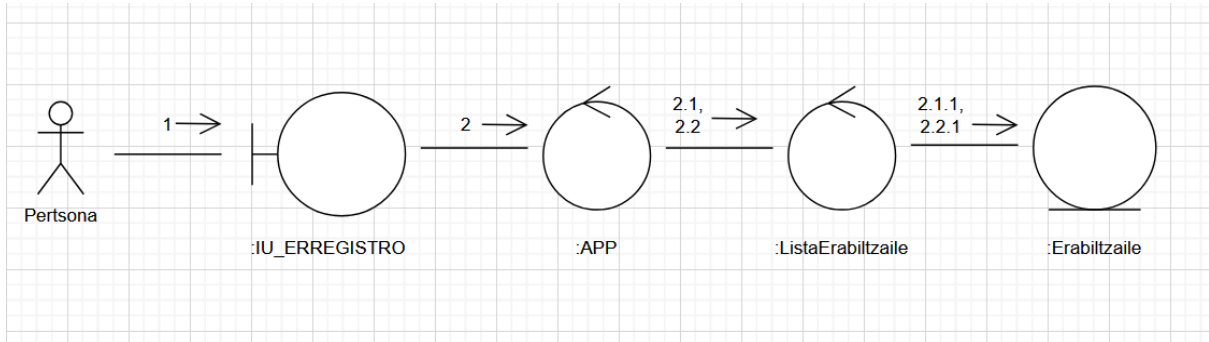 1
2
2.1,
2.2
2.1.1,
2.2.1
Pertsona
:IU_ERREGISTRO
:APP
:ListaErabiltzaile
:Erabiltzaile